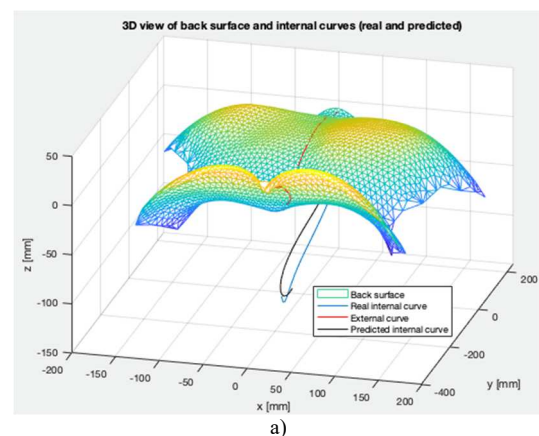 3D view of back surface and internal curves (real and predicted)
50
0
-50
-100
-150
z [mm]
-200
-150
-100
-50
0
50
100
150
200
x [mm]
-400
-200
0
200
y [mm]
Back surface
Real internal curve
External curve
Predicted internal curve
a)